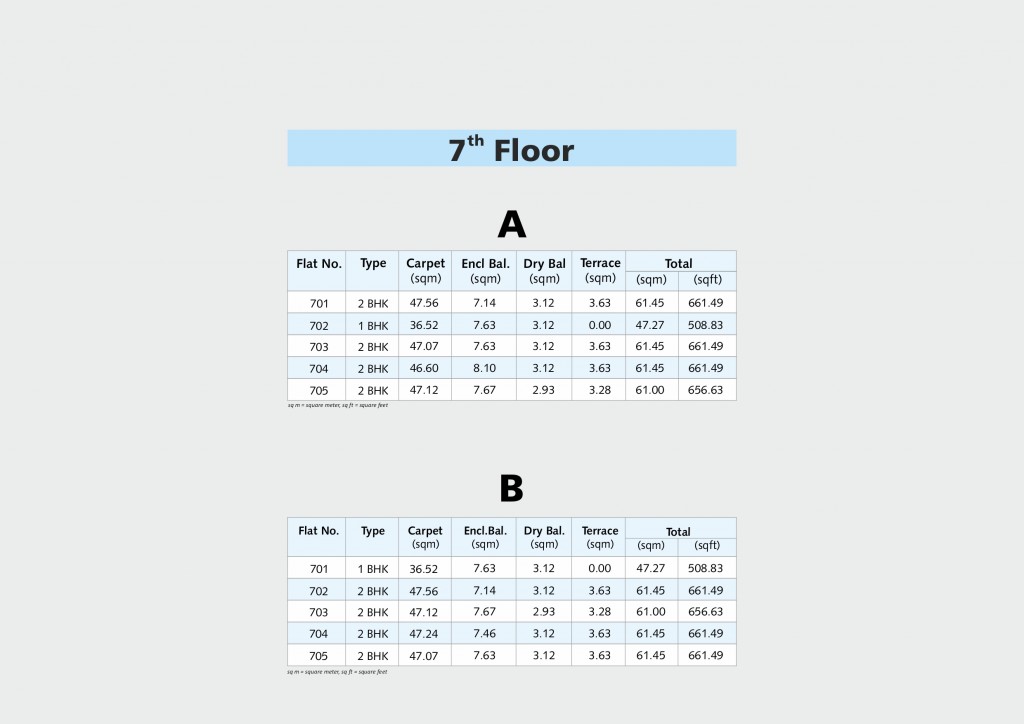 7th Floor
A
Flat No. Type Carpet (sqm) Encl Bal. (sqm) Dry Bal (sqm) Terrace (sqm) Total (sqm) (sqft)
701 2 BHK 47.56 7.14 3.12 3.63 61.45 661.49
702 1 BHK 36.52 7.63 3.12 0.00 47.27 508.83
703 2 BHK 47.07 7.63 3.12 3.63 61.45 661.49
704 2 BHK 46.60 8.10 3.12 3.63 61.45 661.49
705 2 BHK 47.12 7.67 2.93 3.28 61.00 656.63
sq m = square meter, sq ft = square feet
B
Flat No. Type Carpet (sqm) Encl.Bal. (sqm) Dry Bal. (sqm) Terrace (sqm) Total (sqm) (sqft)
701 1 BHK 36.52 7.63 3.12 0.00 47.27 508.83
702 2 BHK 47.56 7.14 3.12 3.63 61.45 661.49
703 2 BHK 47.12 7.67 2.93 3.28 61.00 656.63
704 2 BHK 47.24 7.46 3.12 3.63 61.45 661.49
705 2 BHK 47.07 7.63 3.12 3.63 61.45 661.49
sq m = square meter, sq ft = square feet